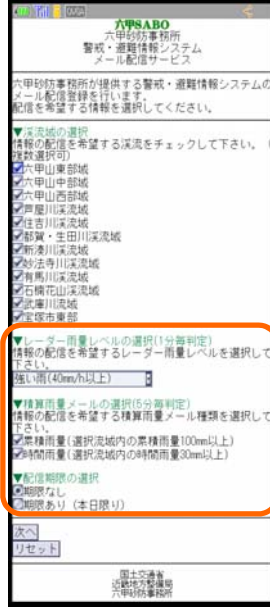 六甲SABO
六甲砂防事務所
警戒・避難情報システム
メール配信サービス
六甲砂防事務所が提供する警戒・避難情報システムの
メール配信登録を行います。
配信を希望する情報を選択してください。
▼渓流域の選択
情報の配信を希望する渓流をチェックして下さい。(
複数選択可)
六甲山東部域
六甲山中部域
六甲山西部域
芦屋川渓流域
住吉川渓流域
都賀・生田川渓流域
新湊川渓流域
妙法寺川渓流域
有馬川渓流域
石楠花山渓流域
武庫川流域
宝塚市東部
▼レーダー雨量レベルの選択(1分毎判定)
情報の配信を希望するレーダー雨量レベルを選択して
下さい。
強い雨(40mm/h以上)
▼積算雨量メールの選択(5分毎判定)
情報の配信を希望する積算雨量メール種類を選択して
下さい。
累積雨量(選択流域内の累積雨量100mm以上)
時間雨量(選択流域内の時間雨量30mm以上)
▼配信期限の選択
期限なし
期限あり (本日限り)
次へ
リセット
国土交通省
近畿地方整備局
六甲砂防事務所